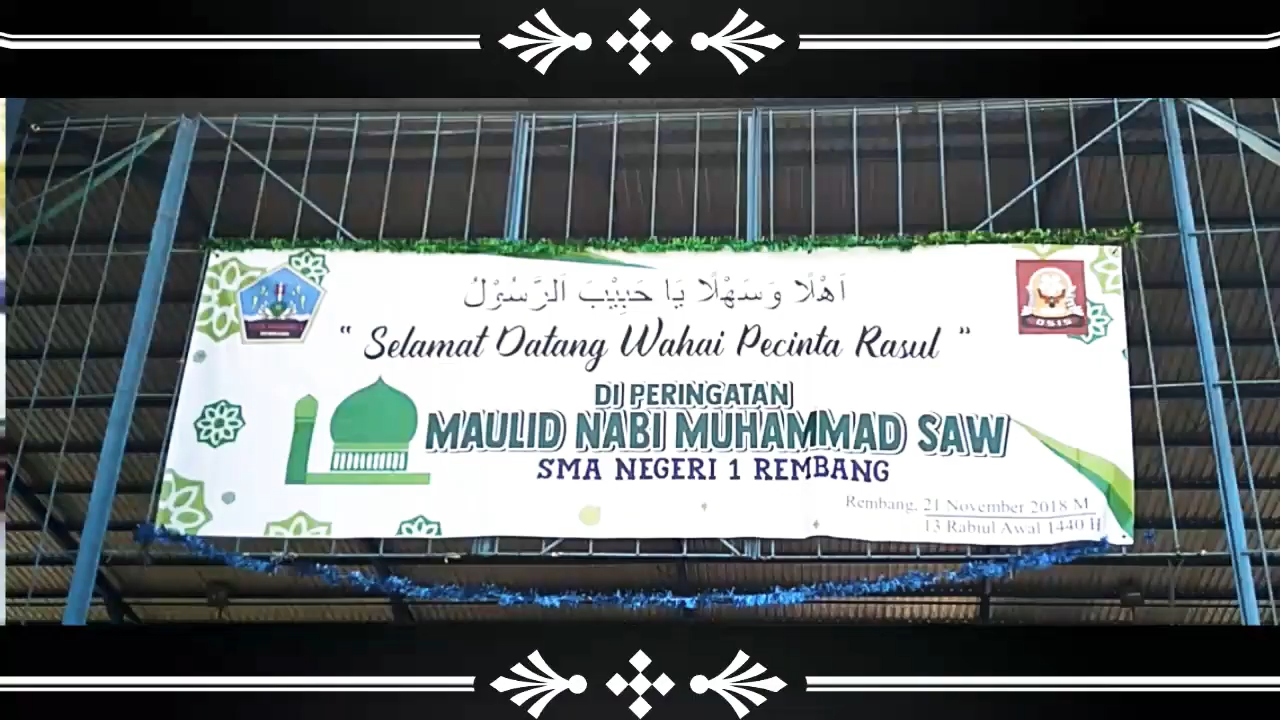 اَهْلًا وَسَهْلًا يَا حَبِيْبَ اَلرَّسُوْلُ
“ Selamat Datang Wahai Pecinta Rasul ”
DI PERINGATAN
MAULID NABI MUHAMMAD SAW
SMA NEGERI 1 REMBANG
Rembang, 21 November 2018 M
13 Rabiul Awal 1440 H
OSIS